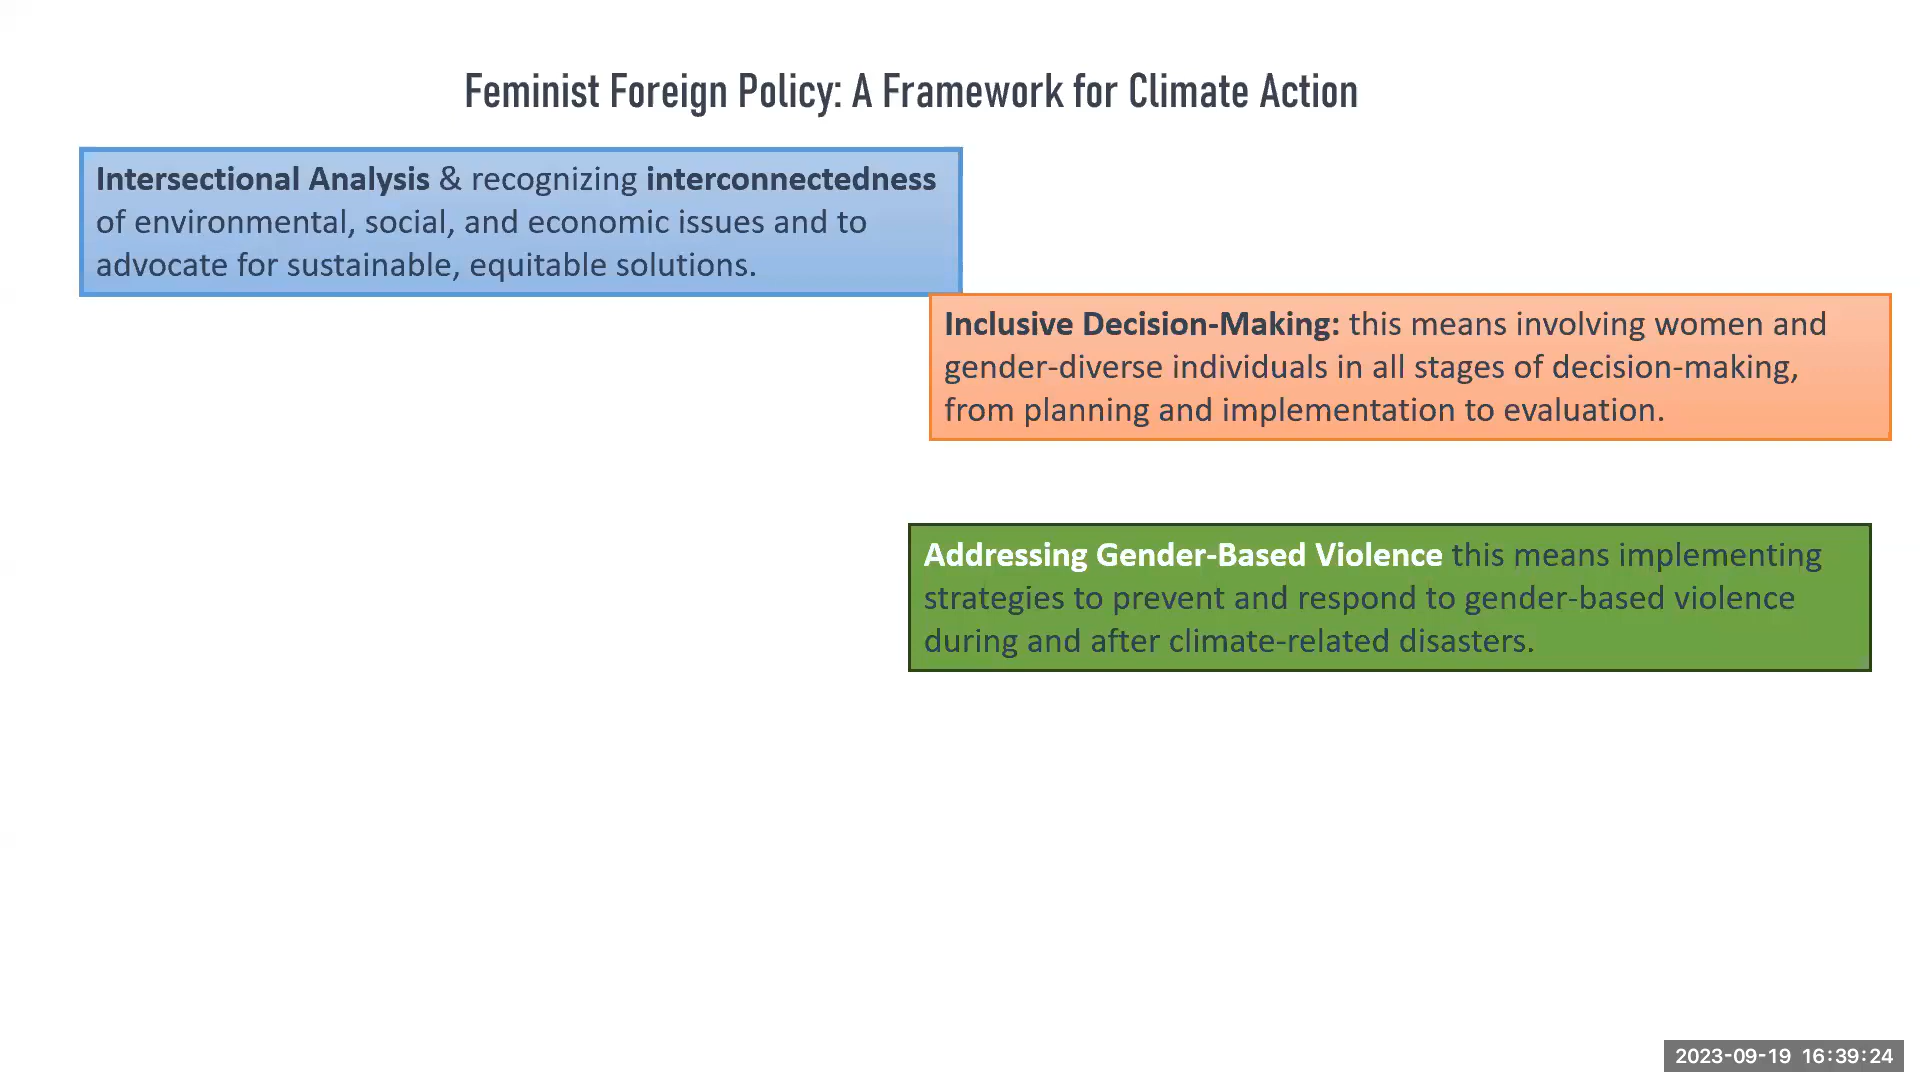 Feminist Foreign Policy: A Framework for Climate Action
Intersectional Analysis & recognizing interconnectedness
of environmental, social, and economic issues and to
advocate for sustainable, equitable solutions.
Inclusive Decision-Making: this means involving women and
gender-diverse individuals in all stages of decision-making,
from planning and implementation to evaluation.
Addressing Gender-Based Violence this means implementing
strategies to prevent and respond to gender-based violence
during and after climate-related disasters.
2023-09-19 16:39:24